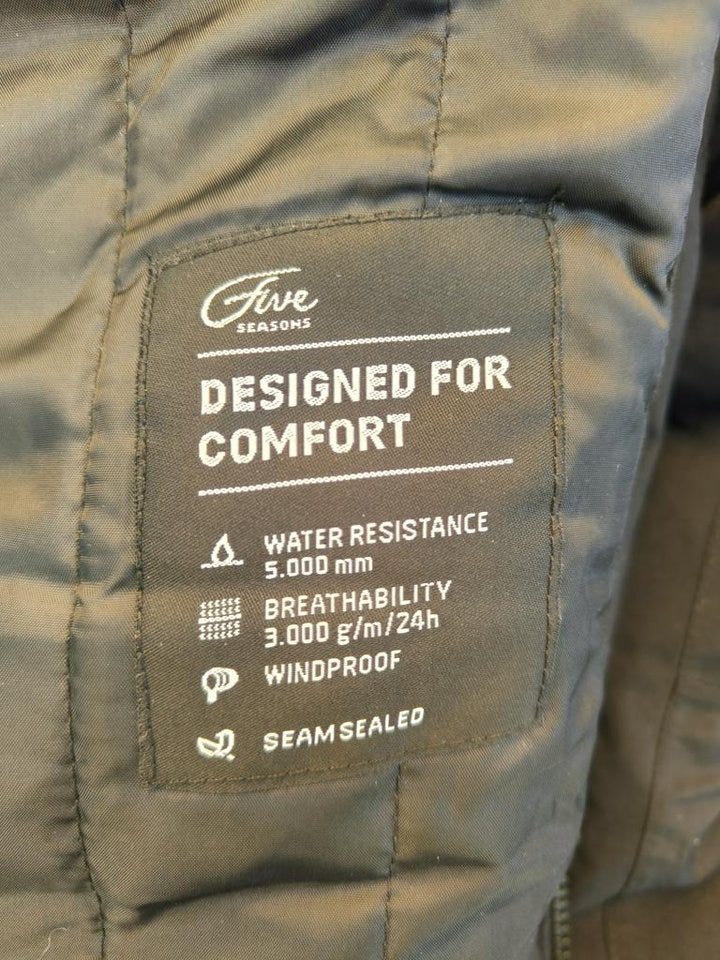 Five
SEASONS
DESIGNED FOR
COMFORT
WATER RESISTANCE
5.000 mm
BREATHABILITY
3.000 g/m/24h
WINDPROOF
SEAMSEALED